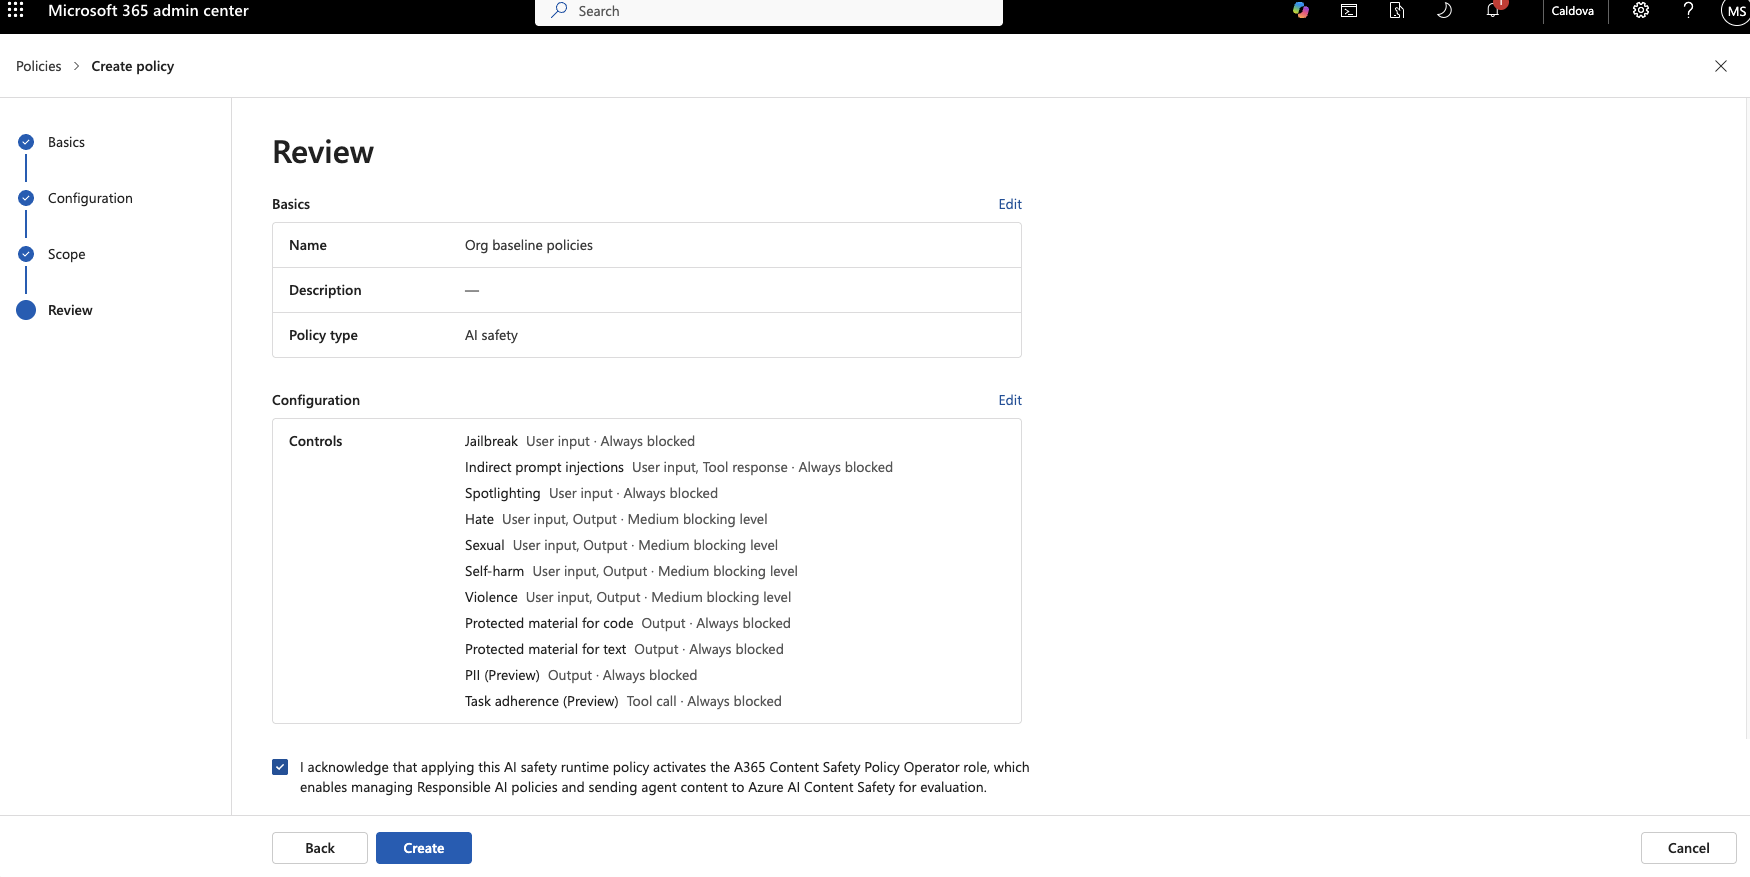 Microsoft 365 admin center
Search
1
Caldova
?
MS
Policies > Create policy
Basics
Configuration
Scope
Review
Review
Basics
Edit
Name Org baseline policies
Description —
Policy type AI safety
Configuration
Edit
Controls
Jailbreak User input · Always blocked
Indirect prompt injections User input, Tool response · Always blocked
Spotlighting User input · Always blocked
Hate User input, Output · Medium blocking level
Sexual User input, Output · Medium blocking level
Self-harm User input, Output · Medium blocking level
Violence User input, Output · Medium blocking level
Protected material for code Output · Always blocked
Protected material for text Output · Always blocked
PII (Preview) Output · Always blocked
Task adherence (Preview) Tool call · Always blocked
I acknowledge that applying this AI safety runtime policy activates the A365 Content Safety Policy Operator role, which
enables managing Responsible AI policies and sending agent content to Azure AI Content Safety for evaluation.
Back
Create
Cancel